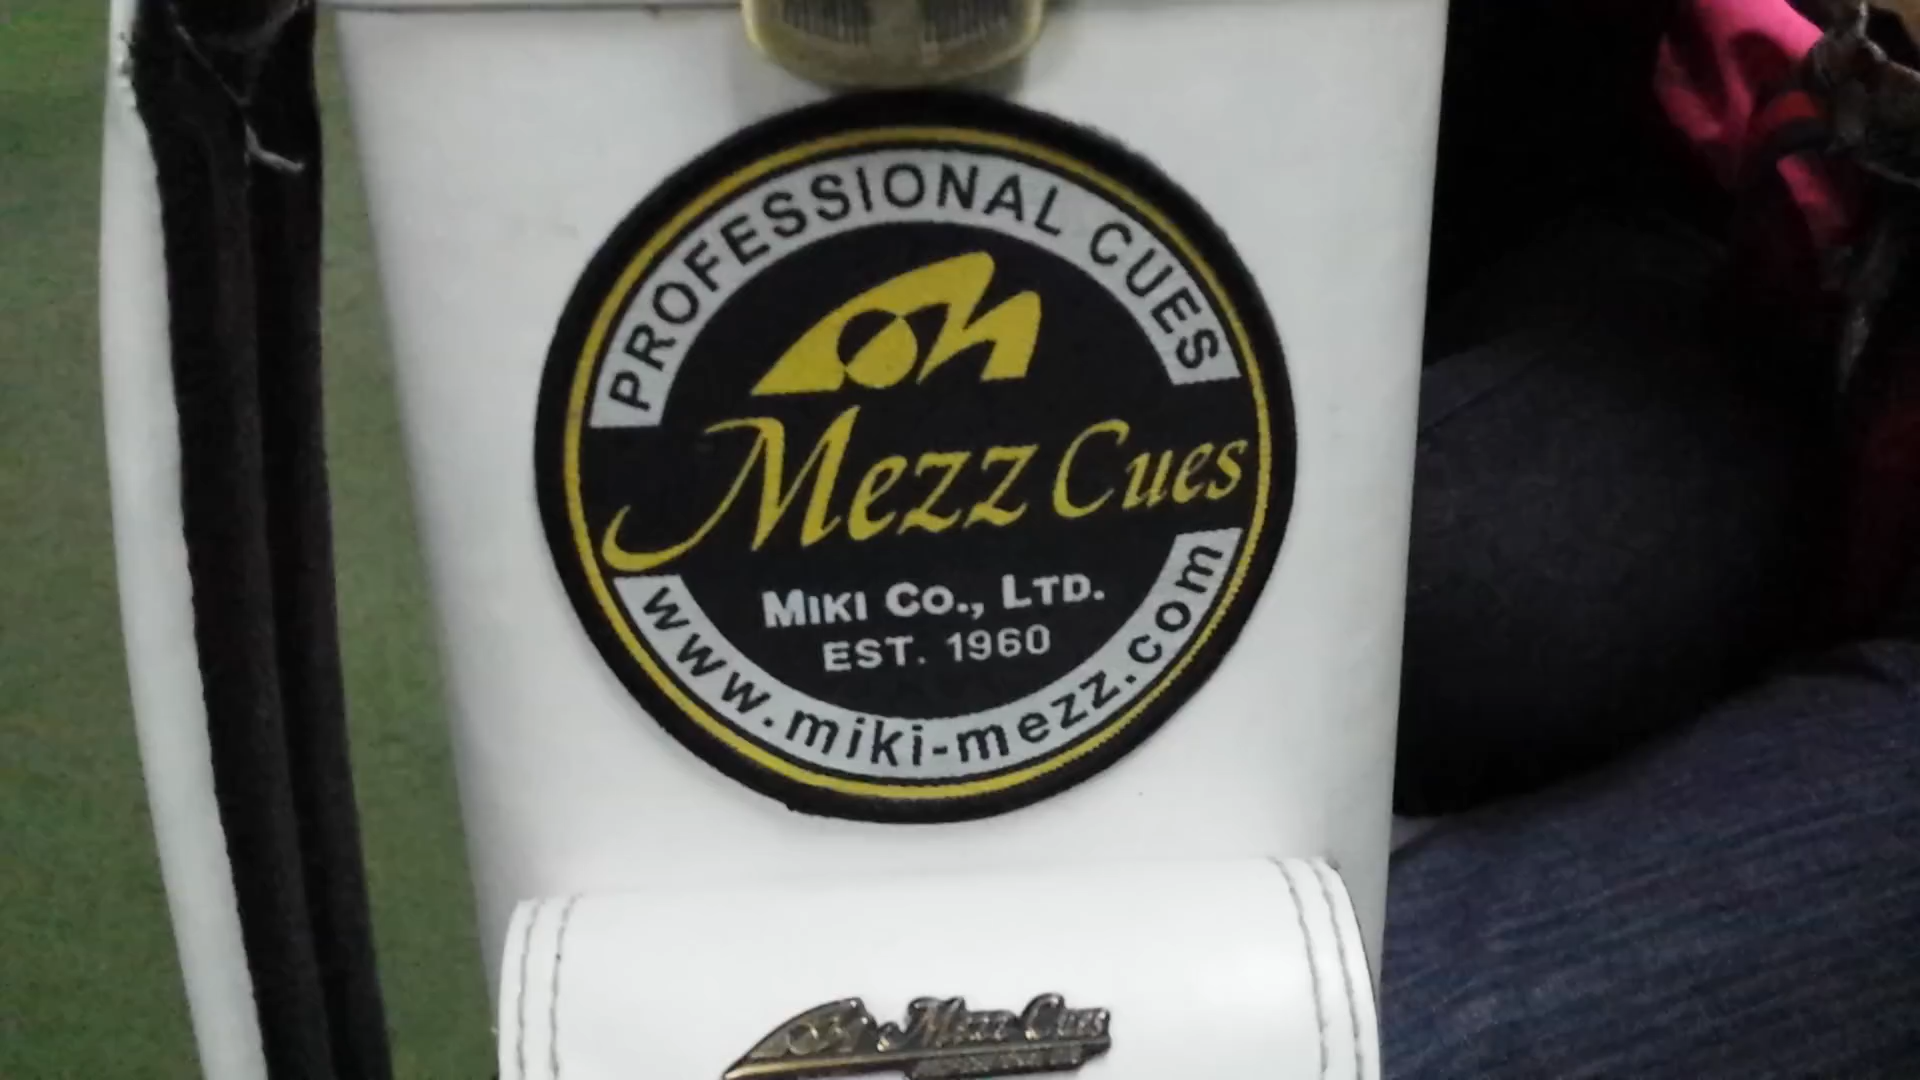 PROFESSIONAL CUES
Mezz Cues
MIKI CO., LTD.
EST. 1960
www.miki-mezz.com
Mezz Cues